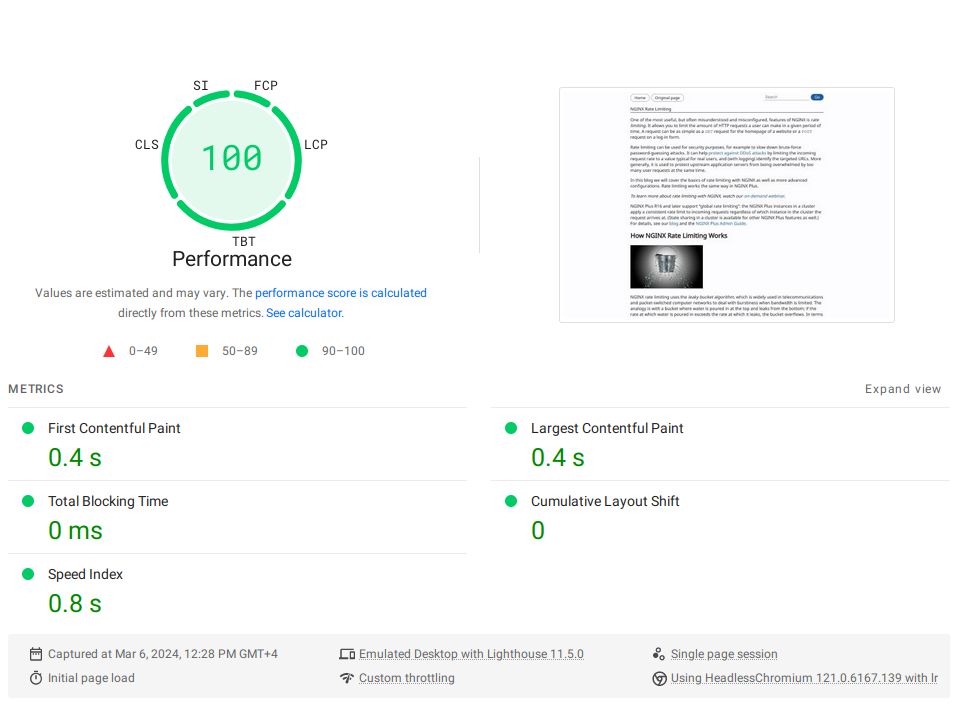 SI
FCP
CLS
LCP
100
TBT
Performance
Values are estimated and may vary. The performance score is calculated
directly from these metrics. See calculator.
0–49
50–89
90–100
Home
Original page
Search
Go
NGINX Rate Limiting
One of the most useful, but often misunderstood and misconfigured, features of NGINX is rate
limiting. It allows you to limit the amount of HTTP requests a user can make in a given period of
time. A request can be as simple as a GET request for the homepage of a website or a POST
request on a log-in form.
Rate limiting can be used for security purposes, for example to slow down brute-force
password-guessing attacks. It can help protect against DDoS attacks by limiting the incoming
request rate to a value typical for real users, and (with logging) identify the targeted URLs. More
generally, it is used to protect upstream application servers from being overwhelmed by too
many user requests at the same time.
In this blog we will cover the basics of rate limiting with NGINX as well as more advanced
configurations. Rate limiting works the same way in NGINX Plus.
To learn more about rate limiting with NGINX, watch our on-demand webinar.
NGINX Plus R16 and later support "global rate limiting": the NGINX Plus instances in a cluster
apply a consistent rate limit to incoming requests regardless of which instance in the cluster the
request arrives at. (State sharing in a cluster is available for other NGINX Plus features as well.)
For details, see our blog and the NGINX Plus Admin Guide.
How NGINX Rate Limiting Works
NGINX rate limiting uses the leaky bucket algorithm, which is widely used in telecommunications
and packet-switched computer networks to deal with burstiness when bandwidth is limited. The
analogy is with a bucket where water is poured in at the top and leaks from the bottom; if the
rate at which water is poured in exceeds the rate at which it leaks, the bucket overflows. In terms
METRICS
Expand view
First Contentful Paint
0.4 s
Largest Contentful Paint
0.4 s
Total Blocking Time
0 ms
Cumulative Layout Shift
0
Speed Index
0.8 s
Captured at Mar 6, 2024, 12:28 PM GMT+4
Emulated Desktop with Lighthouse 11.5.0
Single page session
Initial page load
Custom throttling
Using HeadlessChromium 121.0.6167.139 with lr